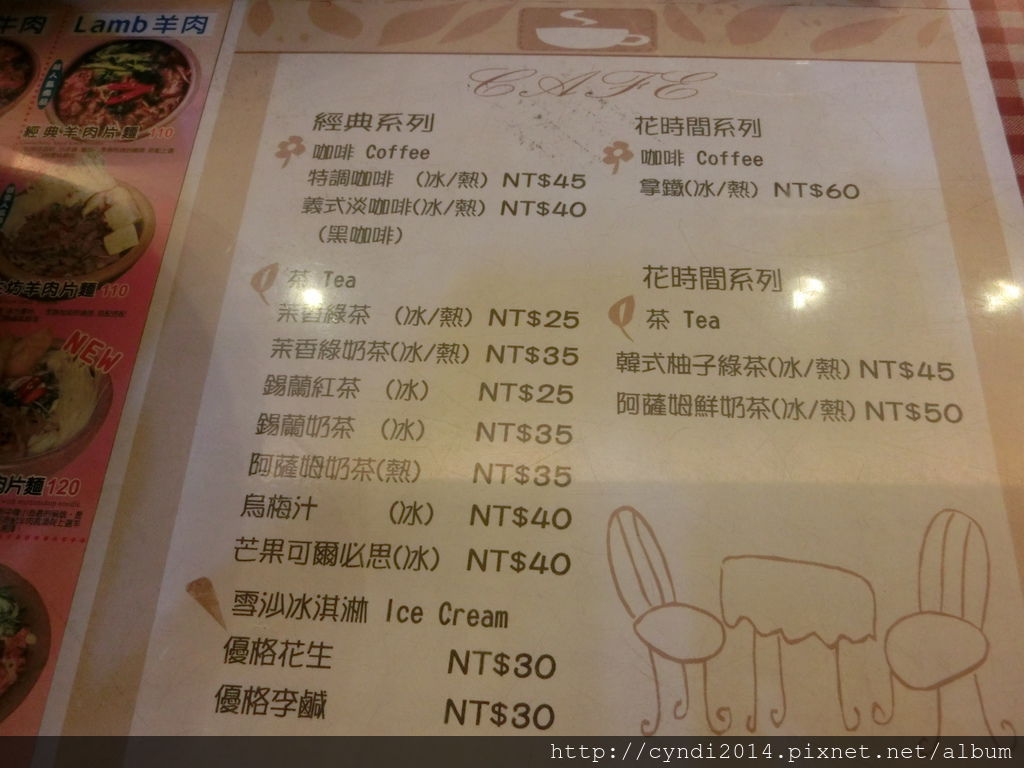 牛肉
Lamb羊肉
經典羊肉片麵 110
羊肉片麵 110
NEW
肉片麵 120
CAFE
經典系列
咖啡 Coffee
特調咖啡 (冰/熱) NT$45
義式淡咖啡(冰/熱) NT$40
(黑咖啡)
茶 Tea
茉香綠茶 (冰/熱) NT$25
茉香綠奶茶(冰/熱) NT$35
錫蘭紅茶 (冰) NT$25
錫蘭奶茶 (冰) NT$35
阿薩姆奶茶(熱) NT$35
烏梅汁 (冰) NT$40
芒果可爾必思(冰) NT$40
雪沙冰淇淋 Ice Cream
優格花生 NT$30
優格李鹹 NT$30
花時間系列
咖啡 Coffee
拿鐵(冰/熱) NT$60
花時間系列
茶 Tea
韓式柚子綠茶(冰/熱) NT$45
阿薩姆鮮奶茶(冰/熱) NT$50
http://cyndi2014.pixnet.net/album